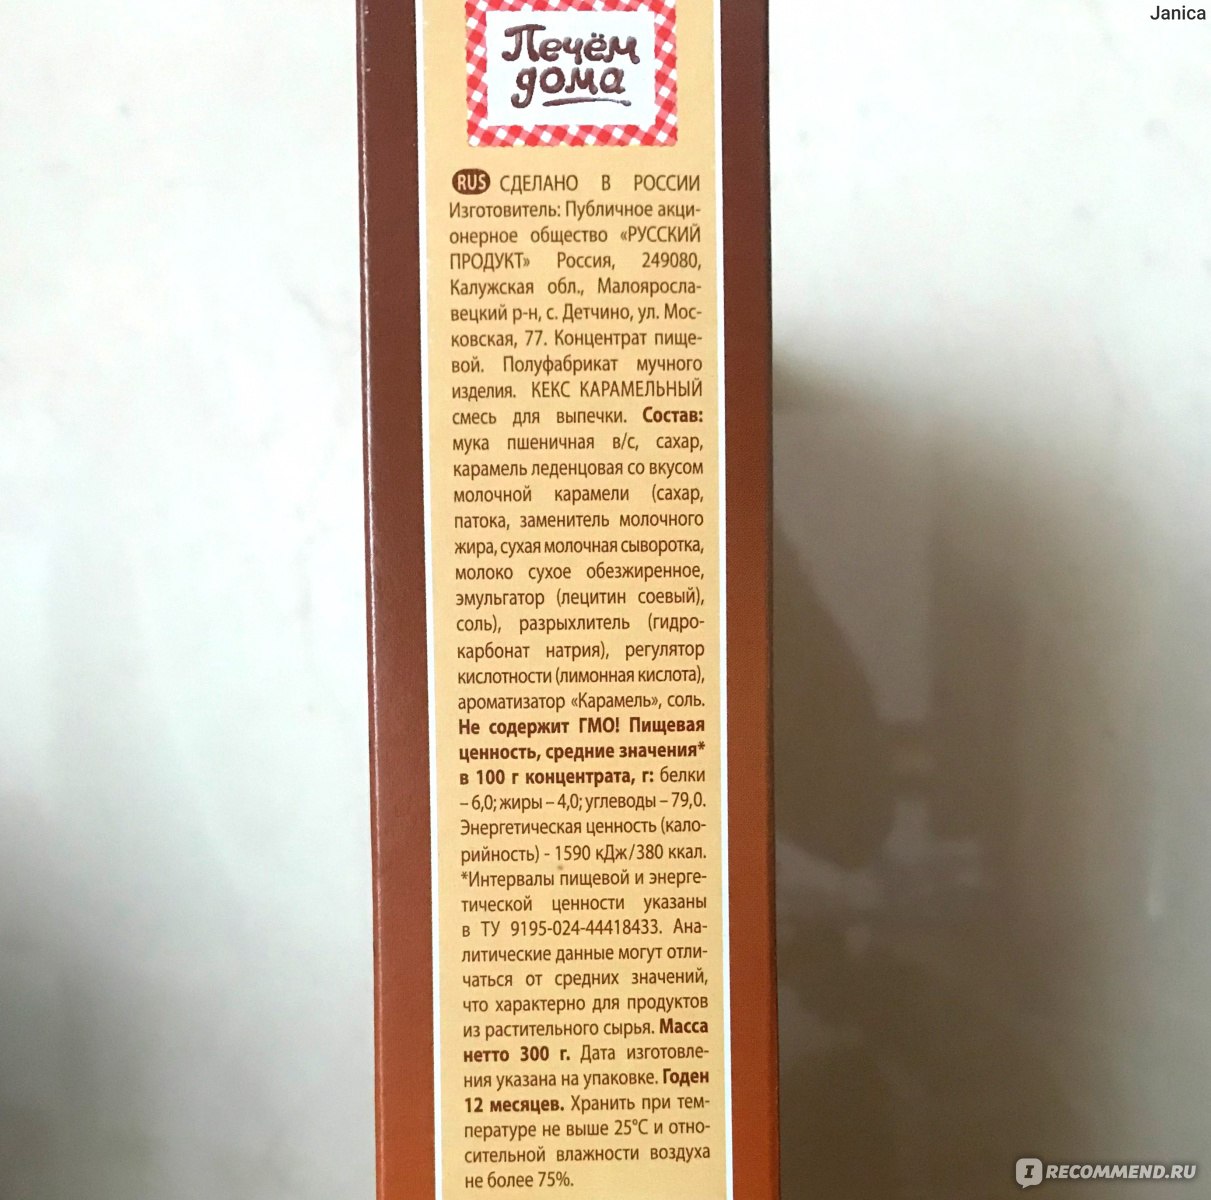 Janica
Печём
дома
RUS СДЕЛАНО В РОССИИ
Изготовитель: Публичное акци-
онерное общество «РУССКИЙ
ПРОДУКТ» Россия, 249080,
Калужская обл., Малояросла-
вецкий р-н, с. Детчино, ул. Мос-
ковская, 77. Концентрат пище-
вой. Полуфабрикат мучного
изделия. КЕКС КАРАМЕЛЬНЫЙ
смесь для выпечки. Состав:
мука пшеничная в/с, сахар,
карамель леденцовая со вкусом
молочной карамели (сахар,
патока, заменитель молочного
жира, сухая молочная сыворотка,
молоко сухое обезжиренное,
эмульгатор (лецитин соевый),
соль), разрыхлитель (гидро-
карбонат натрия), регулятор
кислотности (лимонная кислота),
ароматизатор «Карамель», соль.
Не содержит ГМО! Пищевая
ценность, средние значения*
в 100 г концентрата, г: белки
– 6,0; жиры – 4,0; углеводы – 79,0.
Энергетическая ценность (кало-
рийность) - 1590 кДж/380 ккал.
*Интервалы пищевой и энерге-
тической ценности указаны
в ТУ 9195-024-44418433. Ана-
литические данные могут отли-
чаться от средних значений,
что характерно для продуктов
из растительного сырья. Масса
нетто 300 г. Дата изготовле-
ния указана на упаковке. Годен
12 месяцев. Хранить при тем-
пературе не выше 25°С и отно-
сительной влажности воздуха
не более 75%.
IRECOMMEND.RU